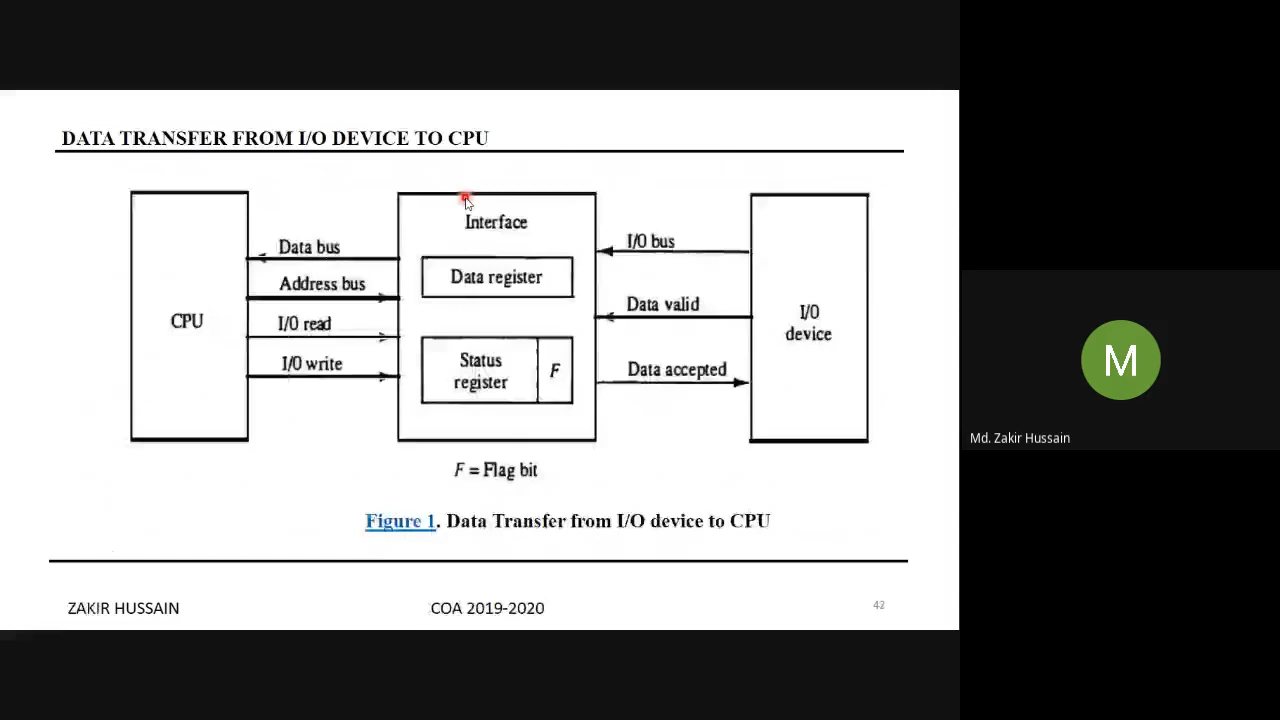 DATA TRANSFER FROM I/O DEVICE TO CPU
CPU
Data bus
Address bus
I/O read
I/O write
Interface
Data register
Status
register
F
I/O bus
Data valid
Data accepted
I/O
device
F = Flag bit
Figure 1. Data Transfer from I/O device to CPU
ZAKIR HUSSAIN
COA 2019-2020
42
M
Md. Zakir Hussain